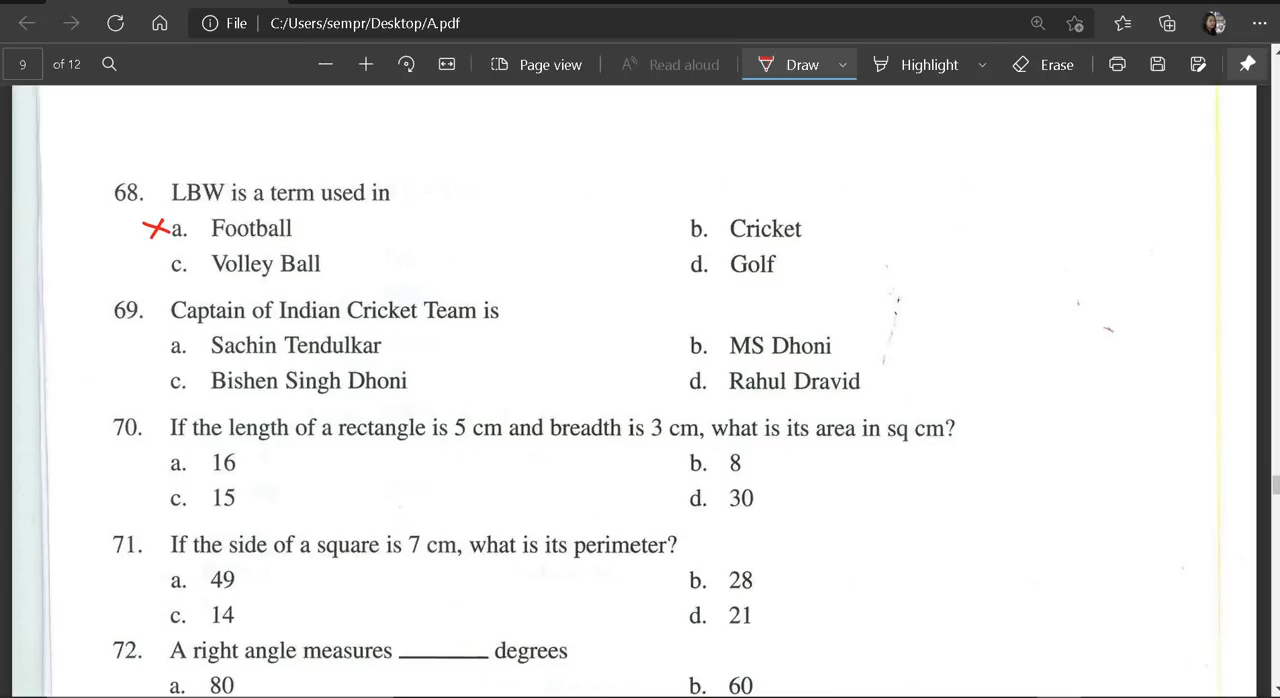 File C:/Users/sempr/Desktop/A.pdf
9 of 12 Page view Read aloud Draw Highlight Erase
68. LBW is a term used in
a. Football b. Cricket
c. Volley Ball d. Golf
69. Captain of Indian Cricket Team is
a. Sachin Tendulkar b. MS Dhoni
c. Bishen Singh Dhoni d. Rahul Dravid
70. If the length of a rectangle is 5 cm and breadth is 3 cm, what is its area in sq cm?
a. 16 b. 8
c. 15 d. 30
71. If the side of a square is 7 cm, what is its perimeter?
a. 49 b. 28
c. 14 d. 21
72. A right angle measures ________ degrees
a. 80 b. 60